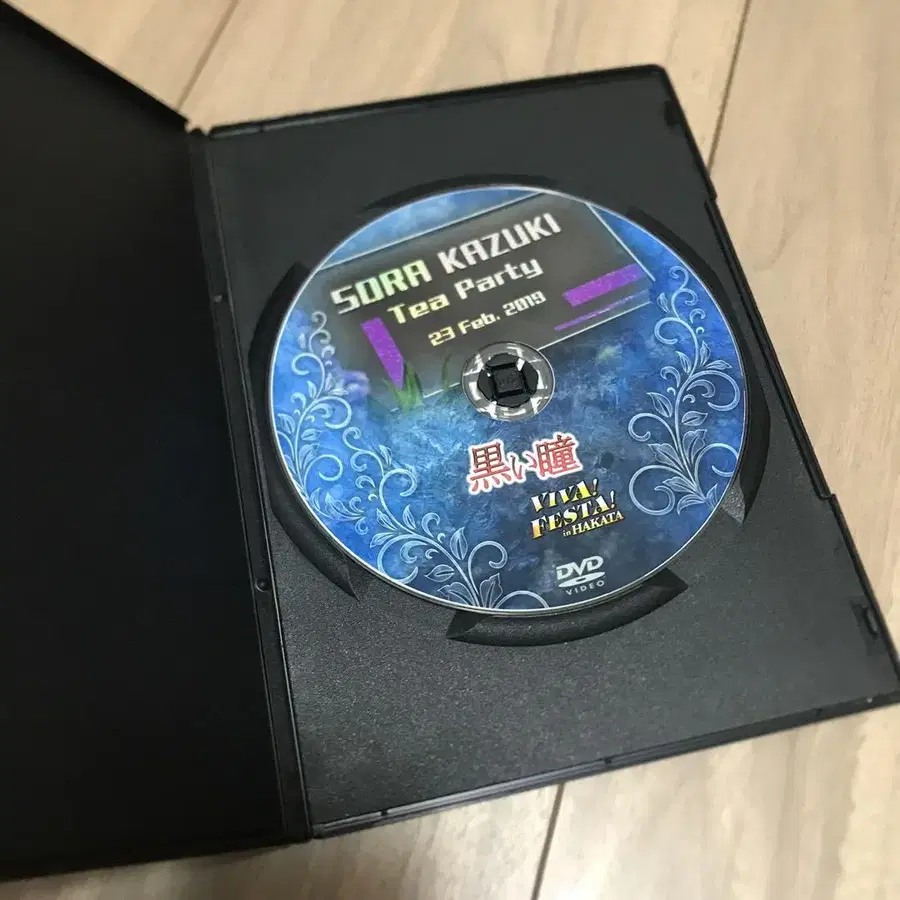 SORA KAZUKI
Tea Party
23 Feb. 2019
黒い瞳
VIVA!
FESTA!
in HAKATA
DVD
VIDEO